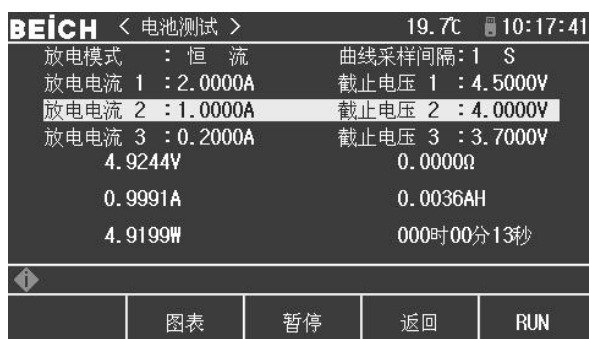 BEICH < 电池测试 > 19.7℃ 10:17:41
放电模式 : 恒 流 曲线采样间隔:1 S
放电电流 1 :2.0000A 截止电压 1 :4.5000V
放电电流 2 :1.0000A 截止电压 2 :4.0000V
放电电流 3 :0.2000A 截止电压 3 :3.7000V
4.9244V 0.0000Ω
0.9991A 0.0036AH
4.9199W 000时00分13秒
图表 暂停 返回 RUN